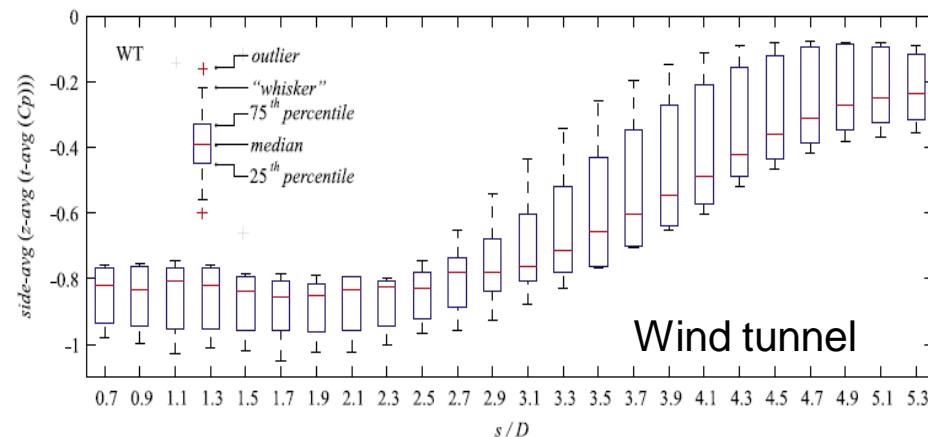 0
WT
outlier
"whisker"
75th percentile
median
25th percentile
-0.2
-0.4
-0.6
-0.8
-1
side-avg (z-avg (t-avg (Cp)))
Wind tunnel
0.7 0.9 1.1 1.3 1.5 1.7 1.9 2.1 2.3 2.5 2.7 2.9 3.1 3.3 3.5 3.7 3.9 4.1 4.3 4.5 4.7 4.9 5.1 5.3
s / D